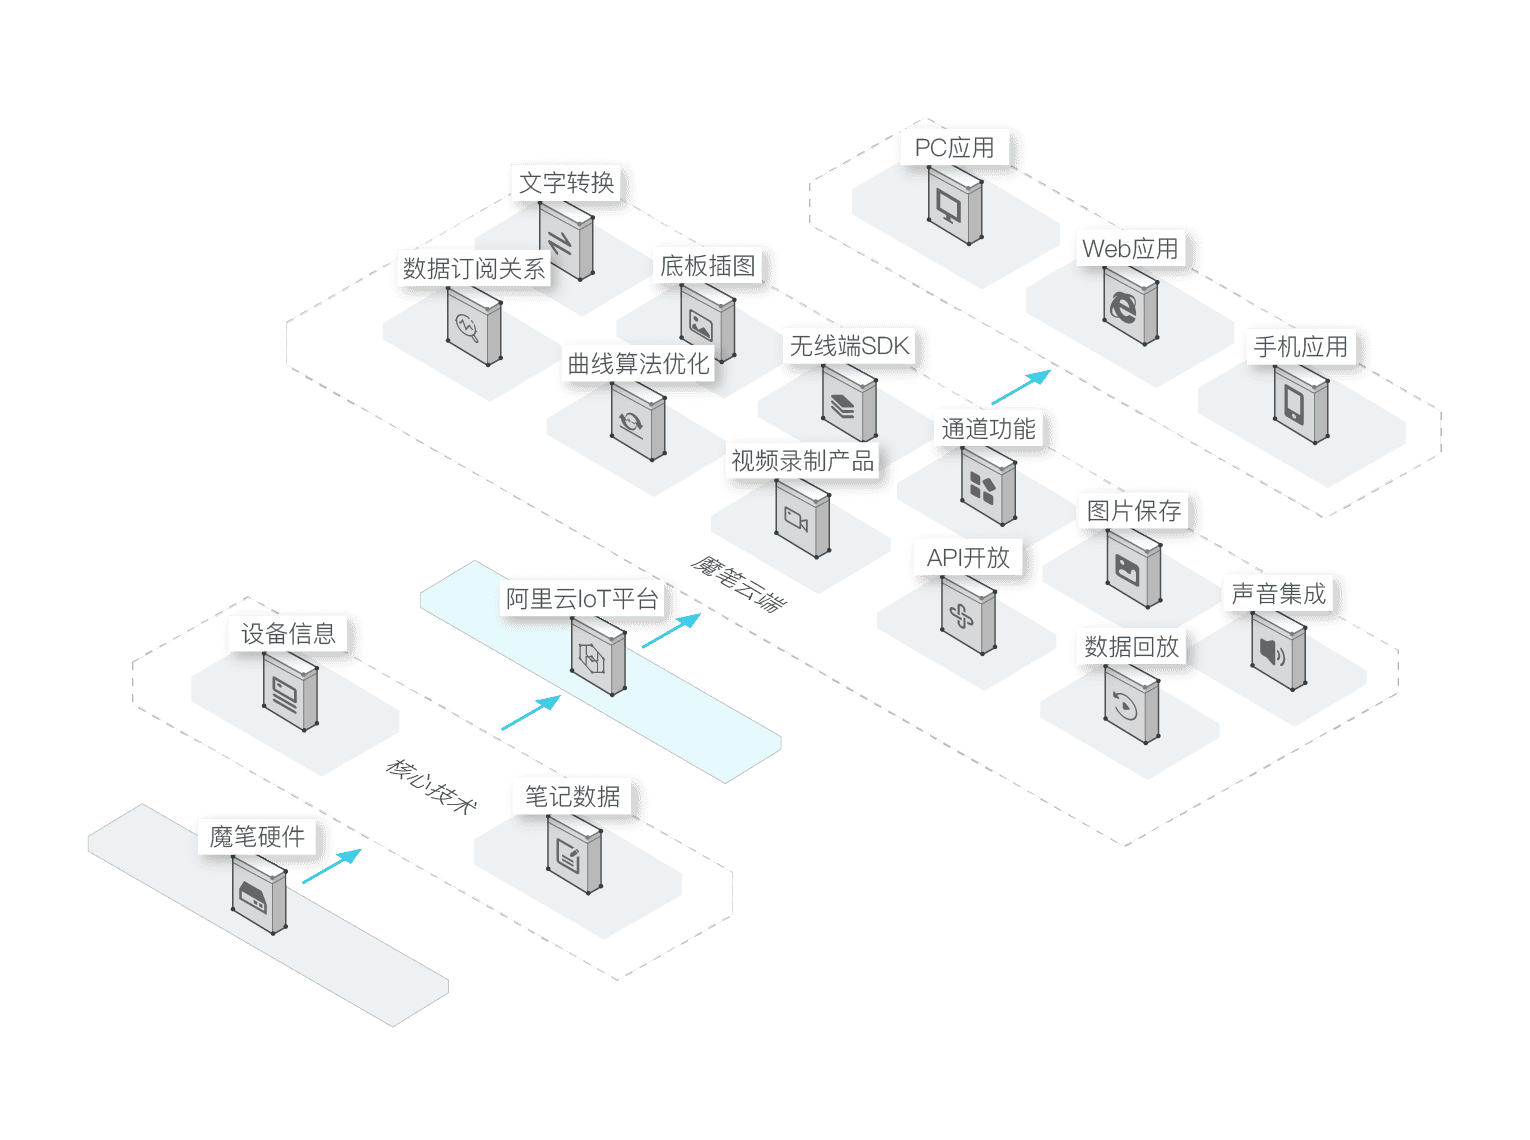 PC应用
文字转换
Web应用
数据订阅关系
底板插图
无线端SDK
手机应用
曲线算法优化
通道功能
视频录制产品
图片保存
API开放
魔笔云端
声音集成
阿里云IoT平台
设备信息
数据回放
核心技术
笔记数据
魔笔硬件